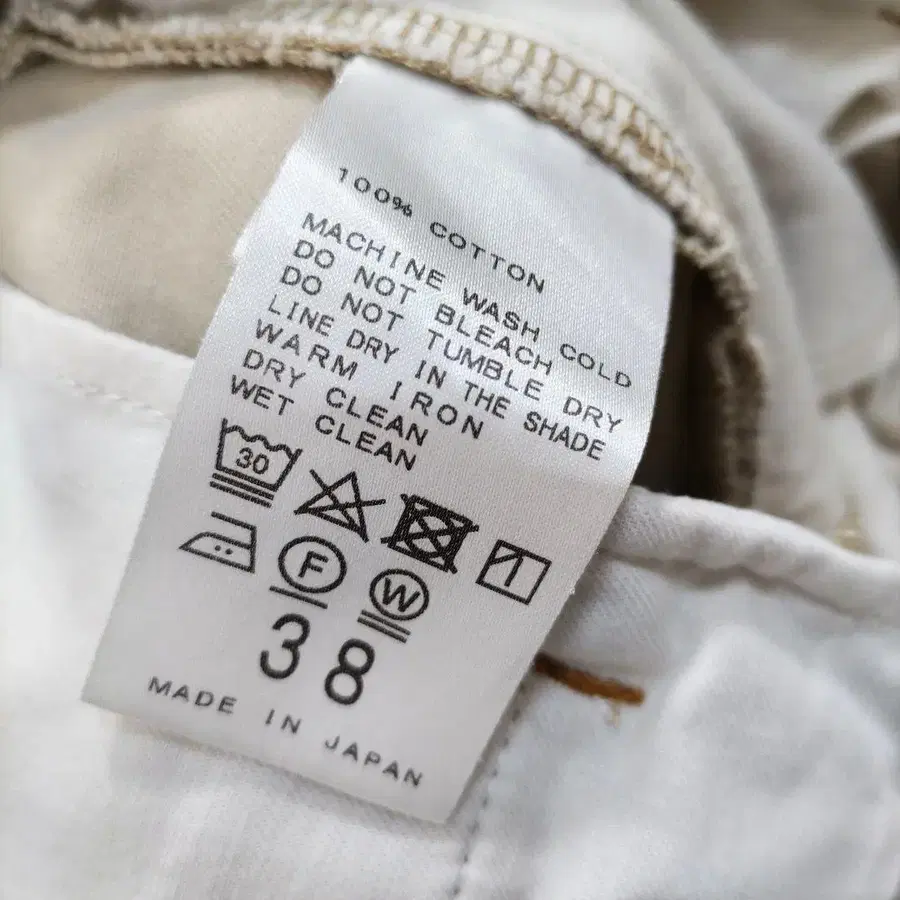 100% COTTON
MACHINE WASH COLD
DO NOT BLEACH
DO NOT TUMBLE DRY
LINE DRY IN THE SHADE
WARM IRON
DRY CLEAN
WET CLEAN
30
F
W
38
MADE IN JAPAN